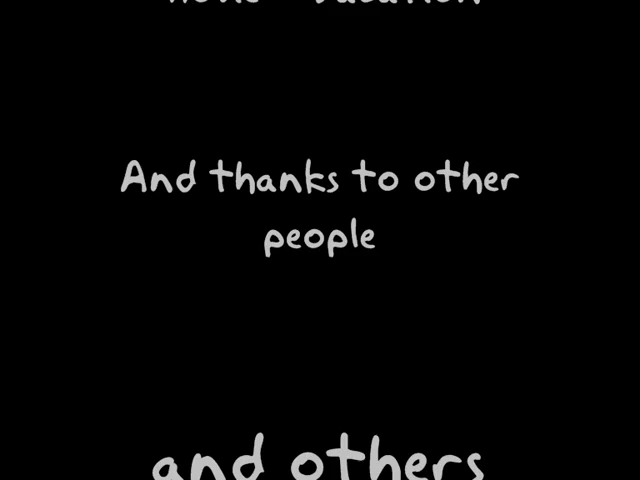 And thanks to other
people
and others